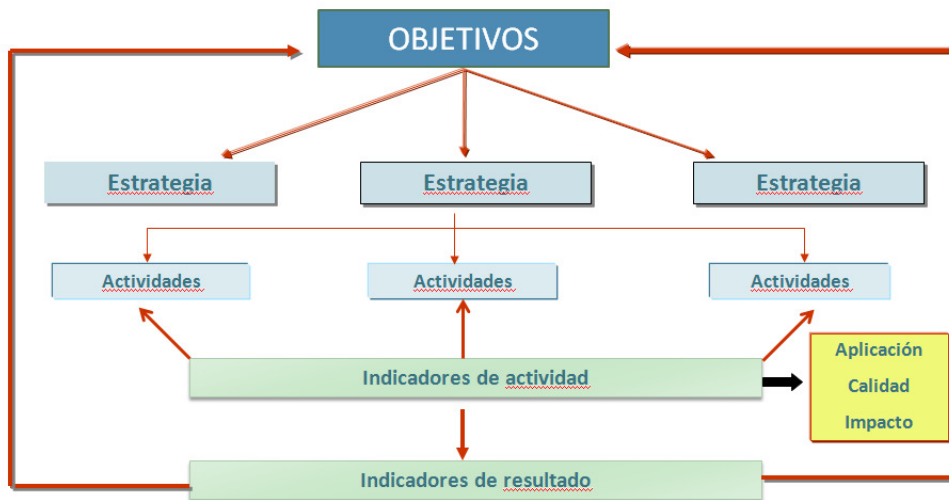 OBJETIVOS
Estrategia
Estrategia
Estrategia
Actividades
Actividades
Actividades
Indicadores de actividad
Aplicación
Calidad
Impacto
Indicadores de resultado